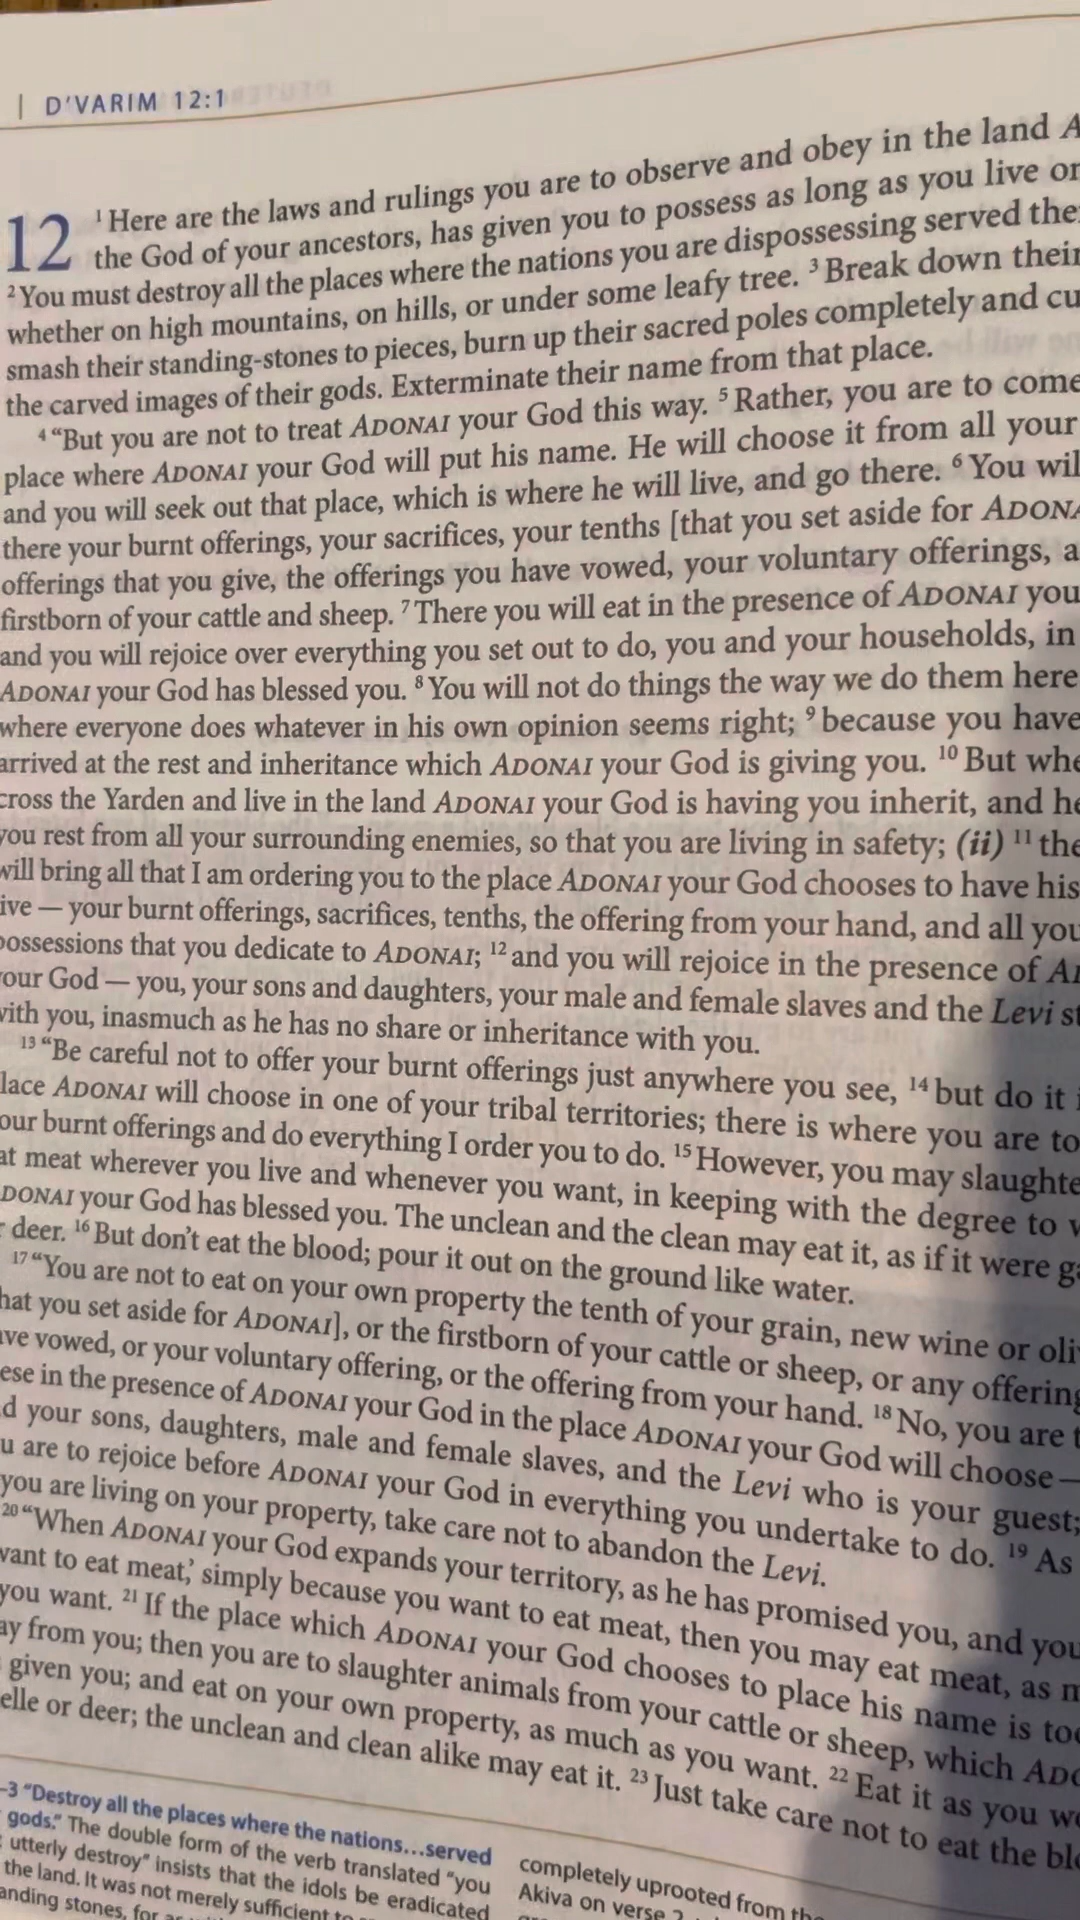 | D'VARIM 12:1
12 1 Here are the laws and rulings you are to observe and obey in the land
the God of your ancestors, has given you to possess as long as you live
2 You must destroy all the places where the nations you are dispossessing served
whether on high mountains, on hills, or under some leafy tree. 3 Break down their
smash their standing-stones to pieces, burn up their sacred poles completely and
the carved images of their gods. Exterminate their name from that place.
4 “But you are not to treat ADONAI your God this way. 5 Rather, you are to come
place where ADONAI your God will put his name. He will choose it from all your
and you will seek out that place, which is where he will live, and go there. 6 You
there your burnt offerings, your sacrifices, your tenths [that you set aside for
offerings that you give, the offerings you have vowed, your voluntary offerings,
firstborn of your cattle and sheep. 7 There you will eat in the presence of ADONAI
and you will rejoice over everything you set out to do, you and your households, in
ADONAI your God has blessed you. 8 You will not do things the way we do them here
where everyone does whatever in his own opinion seems right; 9 because you have
arrived at the rest and inheritance which ADONAI your God is giving you. 10 But
cross the Yarden and live in the land ADONAI your God is having you inherit, and
you rest from all your surrounding enemies, so that you are living in safety; (ii) 11
will bring all that I am ordering you to the place ADONAI your God chooses to have his
— your burnt offerings, sacrifices, tenths, the offering from your hand, and all
possessions that you dedicate to ADONAI; 12 and you will rejoice in the presence of
your God — you, your sons and daughters, your male and female slaves and the Levi
with you, inasmuch as he has no share or inheritance with you.
13 “Be careful not to offer your burnt offerings just anywhere you see, 14 but do it
ADONAI will choose in one of your tribal territories; there is where you are to
your burnt offerings and do everything I order you to do. 15 However, you may
meat wherever you live and whenever you want, in keeping with the degree to
ADONAI your God has blessed you. The unclean and the clean may eat it, as if it were
deer. 16 But don’t eat the blood; pour it out on the ground like water.
17 “You are not to eat on your own property the tenth of your grain, new wine or
that you set aside for ADONAI], or the firstborn of your cattle or sheep, or any offering
vowed, or your voluntary offering, or the offering from your hand. 18 No, you are
in the presence of ADONAI your God in the place ADONAI your God will choose —
your sons, daughters, male and female slaves, and the Levi who is your guest;
are to rejoice before ADONAI your God in everything you undertake to do. 19 As
you are living on your property, take care not to abandon the Levi.
20 “When ADONAI your God expands your territory, as he has promised you, and
want to eat meat,’ simply because you want to eat meat, then you may eat meat, as
you want. 21 If the place which ADONAI your God chooses to place his name is
from you; then you are to slaughter animals from your cattle or sheep, which
given you; and eat on your own property, as much as you want. 22 Eat it as you
or deer; the unclean and clean alike may eat it. 23 Just take care not to eat the
–3 “Destroy all the places where the nations...served
gods.” The double form of the verb translated “you
utterly destroy” insists that the idols be eradicated
the land. It was not merely sufficient to
standing stones, for
completely uprooted from
Akiva on verse 2